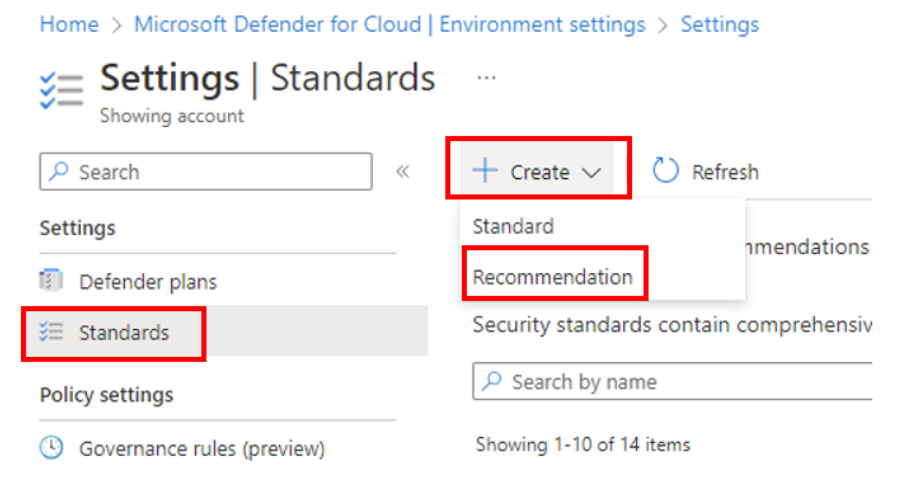 Home > Microsoft Defender for Cloud | Environment settings > Settings
Settings | Standards ...
Showing account
Search «
+ Create Refresh
Settings
Standard
Defender plans
Recommendation
Standards
Security standards contain
Policy settings
Search by name
Governance rules (preview)
Showing 1-10 of 14 items